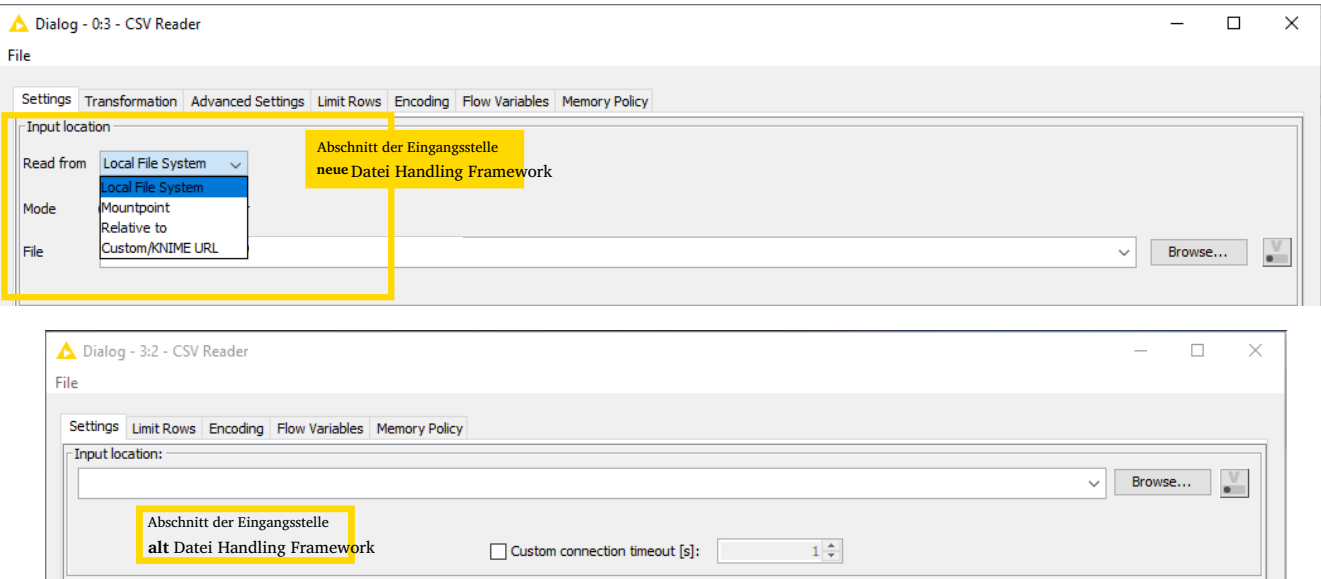 Dialog - 0:3 - CSV Reader
File
Settings Transformation Advanced Settings Limit Rows Encoding Flow Variables Memory Policy
Input location
Abschnitt der Eingangsstelle
neue Datei Handling Framework
Read from Local File System
Local File System
Mountpoint
Relative to
Custom/KNIME URL
Mode
File
Browse...
V
Dialog - 3:2 - CSV Reader
File
Settings Limit Rows Encoding Flow Variables Memory Policy
Input location:
Browse...
V
Abschnitt der Eingangsstelle
alt Datei Handling Framework
Custom connection timeout [s]: 1